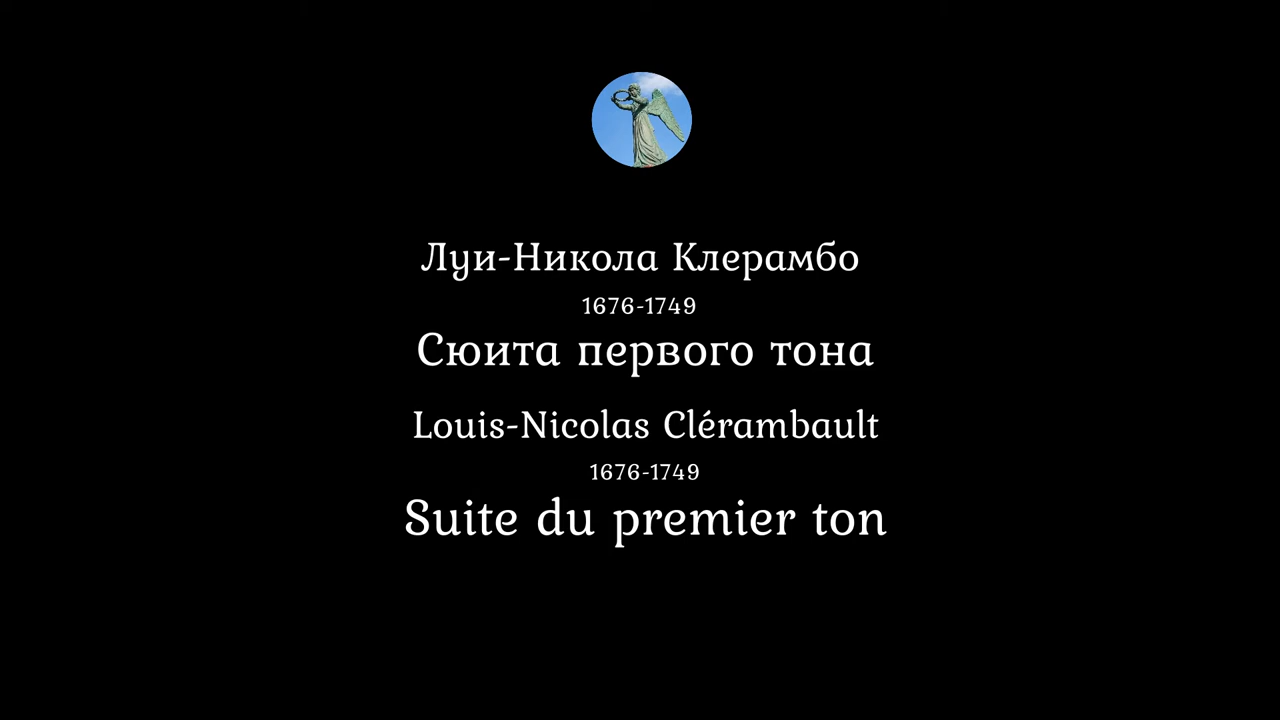 Луи-Никола Клерамбо
1676-1749
Сюита первого тона
Louis-Nicolas Clérambault
1676-1749
Suite du premier ton